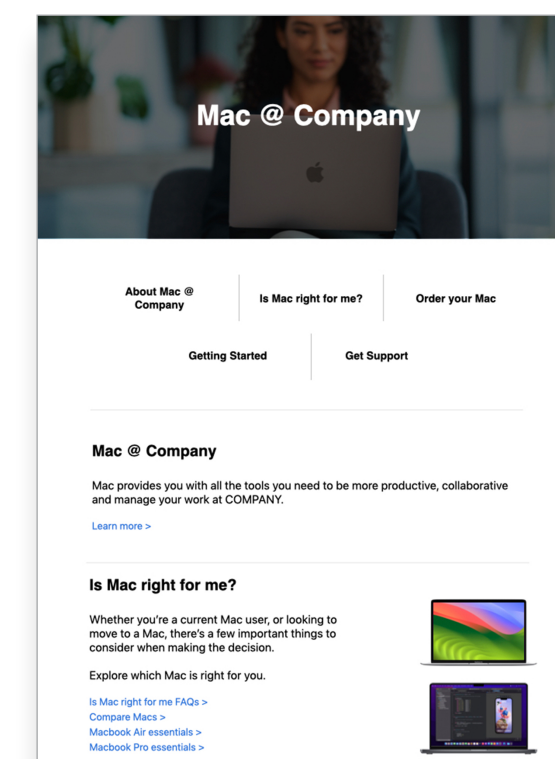 Mac @ Company
About Mac @
Company
Is Mac right for me?
Order your Mac
Getting Started
Get Support
Mac @ Company
Mac provides you with all the tools you need to be more productive, collaborative
and manage your work at COMPANY.
Learn more >
Is Mac right for me?
Whether you’re a current Mac user, or looking to
move to a Mac, there’s a few important things to
consider when making the decision.
Explore which Mac is right for you.
Is Mac right for me FAQs >
Compare Macs >
Macbook Air essentials >
Macbook Pro essentials >